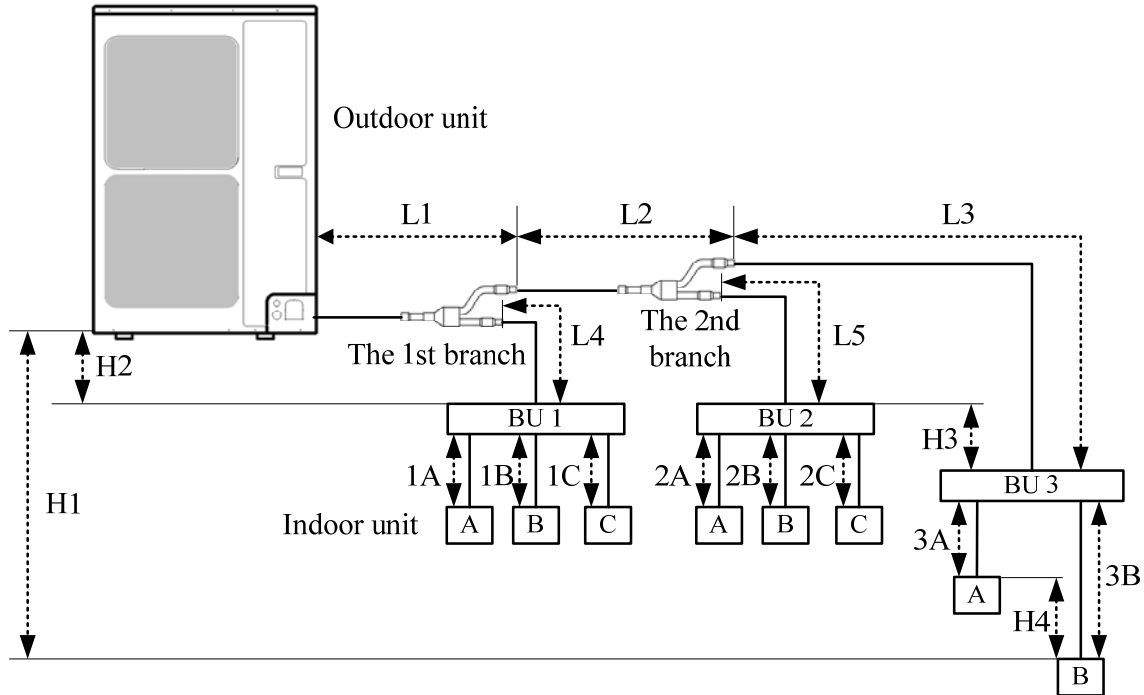 Outdoor unit
L1
L2
L3
The 1st branch
L4
The 2nd
branch
L5
H2
BU 1
BU 2
H3
BU 3
H1
1A
1B
1C
2A
2B
2C
Indoor unit
A
B
C
A
B
C
3A
3B
A
H4
B